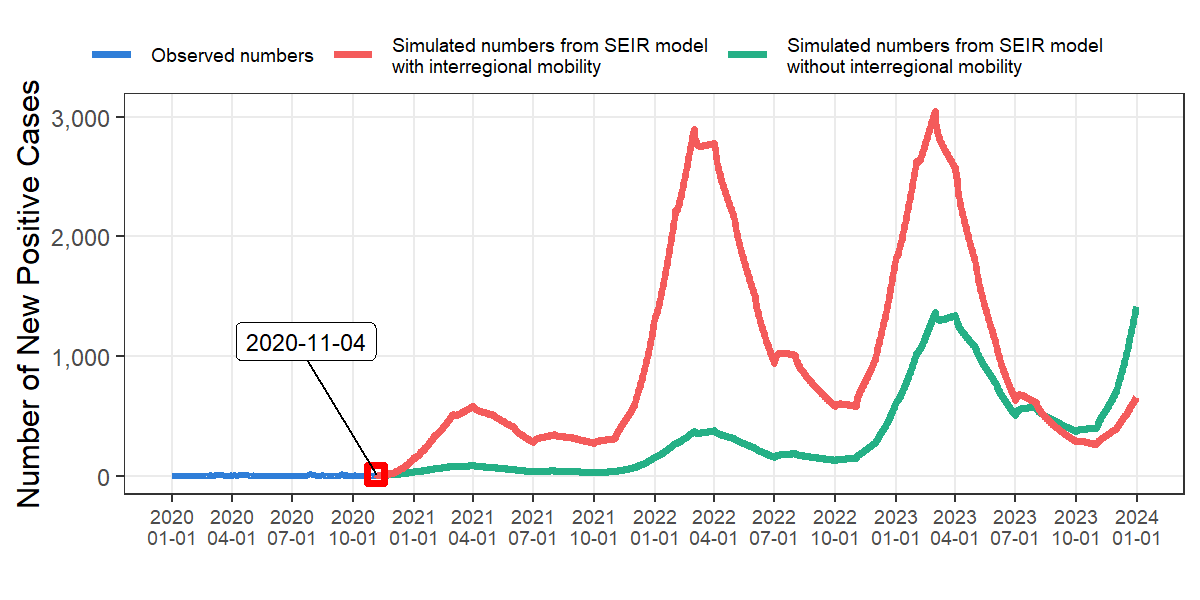 Observed numbers
Simulated numbers from SEIR model
with interregional mobility
Simulated numbers from SEIR model
without interregional mobility
Number of New Positive Cases
3,000
2,000
1,000
0
2020-11-04
2020 2020 2020 2020 2021 2021 2021 2021 2022 2022 2022 2022 2023 2023 2023 2023 2024
01-01 04-01 07-01 10-01 01-01 04-01 07-01 10-01 01-01 04-01 07-01 10-01 01-01 04-01 07-01 10-01 01-01